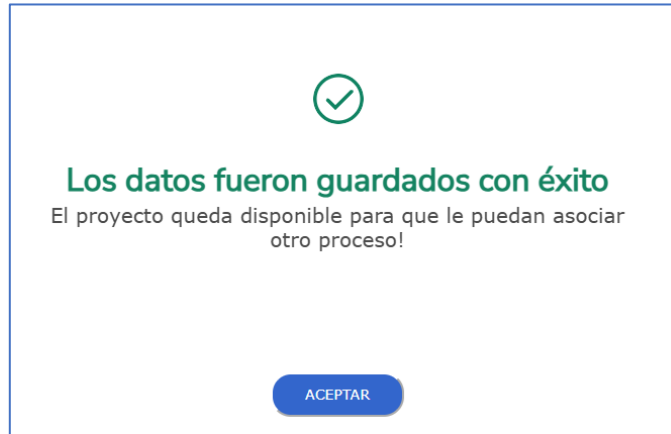 Los datos fueron guardados con éxito
El proyecto queda disponible para que le puedan asociar
otro proceso!
ACEPTAR